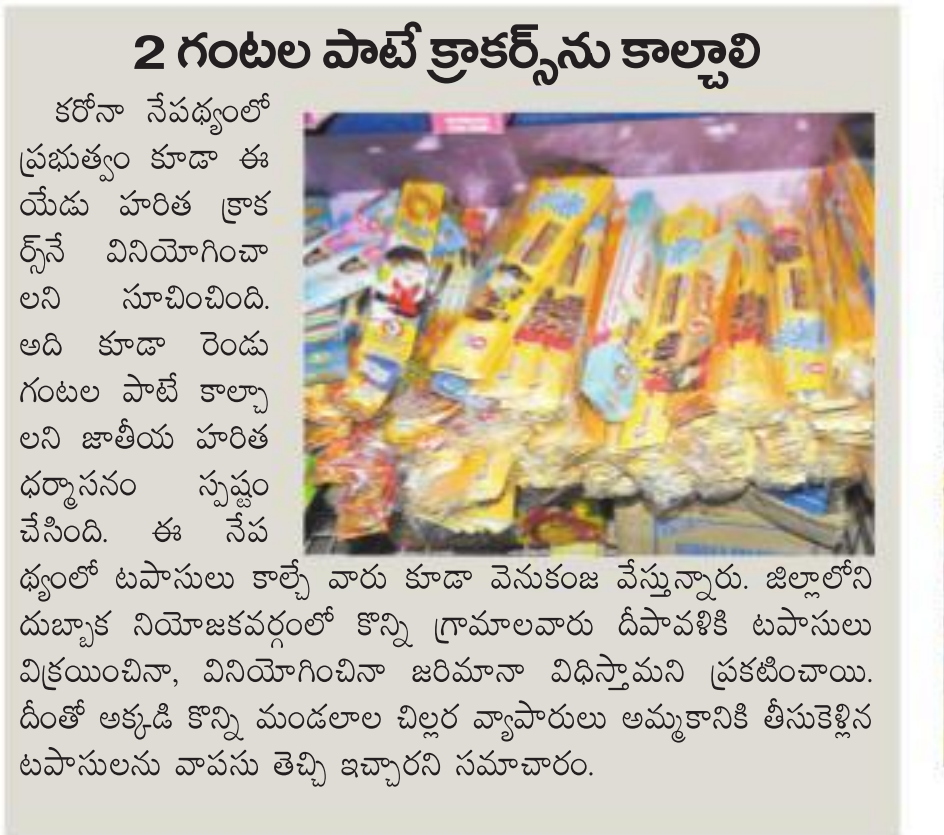 2 గంటల పాటే క్రాకర్స్‌ను కాల్చాలి
కరోనా నేపథ్యంలో
ప్రభుత్వం కూడా ఈ
యేడు హరిత క్రాక
ర్స్‌నే వినియోగించా
లని సూచించింది.
అది కూడా రెండు
గంటల పాటే కాల్చా
లని జాతీయ హరిత
ధర్మాసనం స్పష్టం
చేసింది. ఈ నేప
థ్యంలో టపాసులు కాల్చే వారు కూడా వెనుకంజ వేస్తున్నారు. జిల్లాలోని
దుబ్బాక నియోజకవర్గంలో కొన్ని గ్రామాలవారు దీపావళికి టపాసులు
విక్రయించినా, వినియోగించినా జరిమానా విధిస్తామని ప్రకటించాయి.
దీంతో అక్కడి కొన్ని మండలాల చిల్లర వ్యాపారులు అమ్మకానికి తీసుకెళ్లిన
టపాసులను వాపసు తెచ్చి ఇచ్చారని సమాచారం.